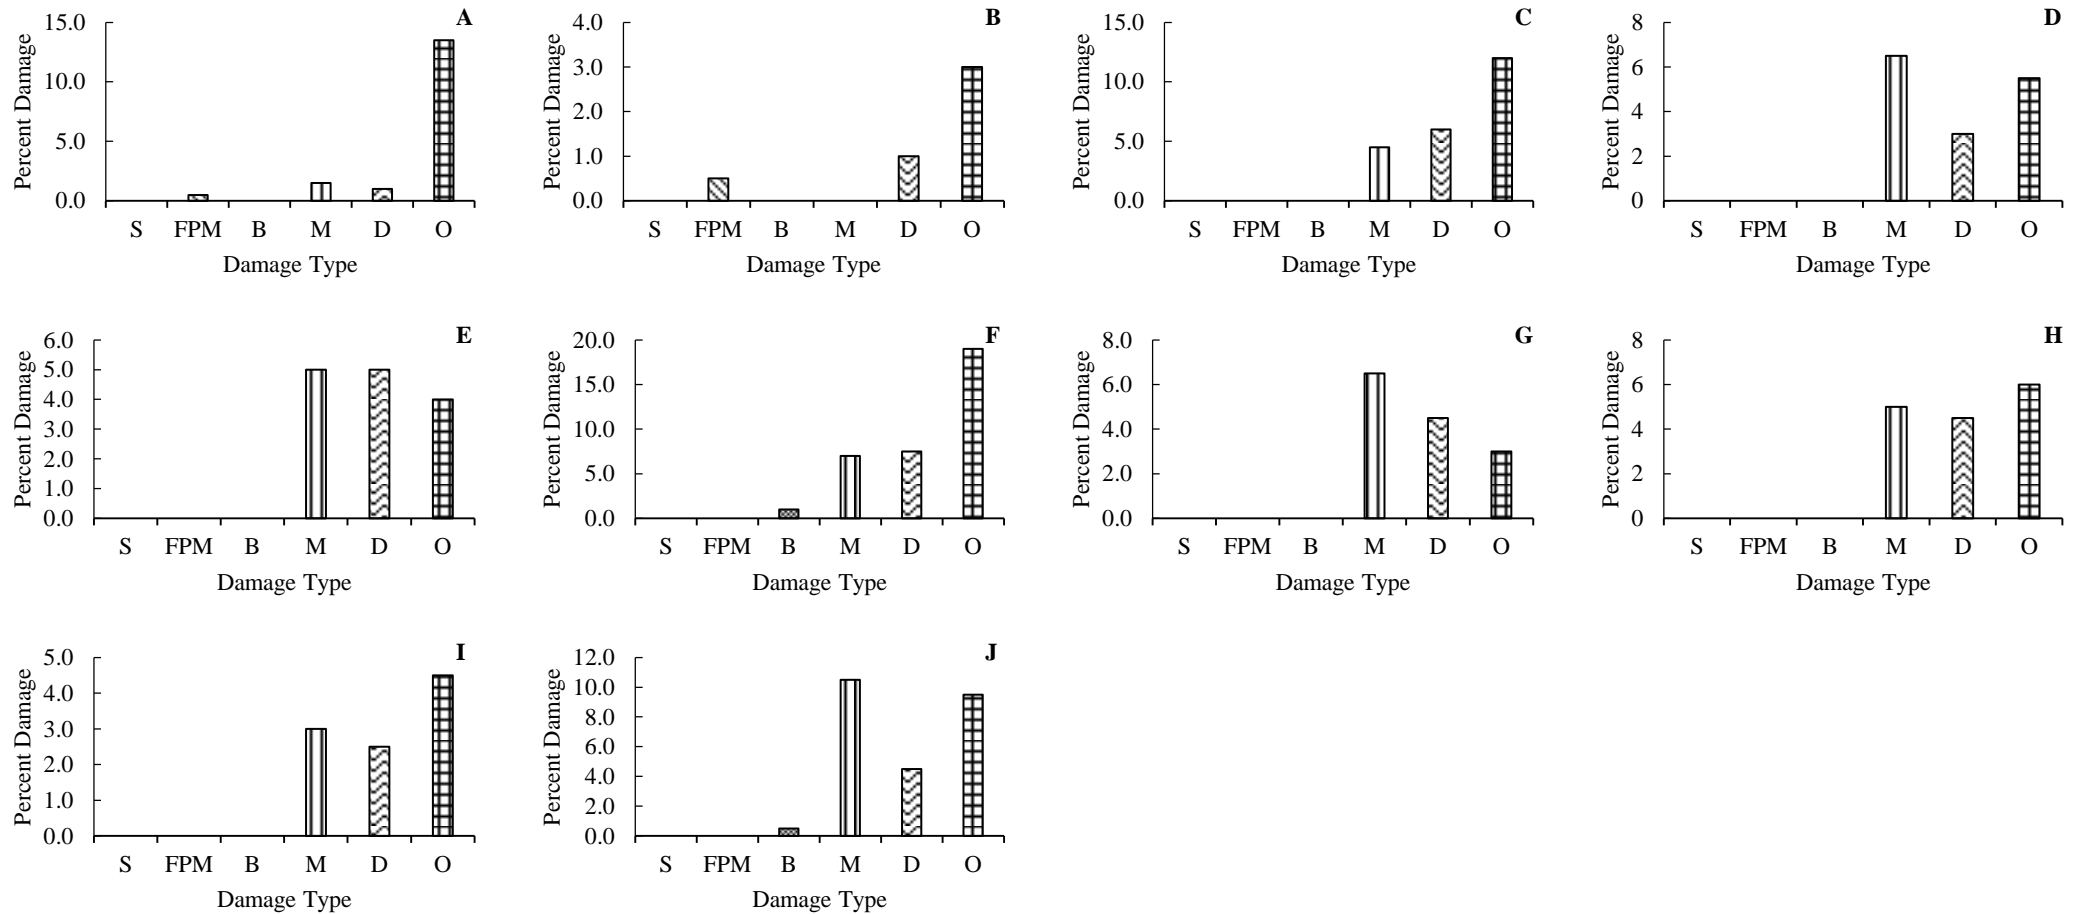 A
Percent Damage
15.0
10.0
5.0
0.0
S FPM B M D O
Damage Type
B
Percent Damage
4.0
3.0
2.0
1.0
0.0
S FPM B M D O
Damage Type
C
Percent Damage
15.0
10.0
5.0
0.0
S FPM B M D O
Damage Type
D
Percent Damage
8
6
4
2
0
S FPM B M D O
Damage Type
E
Percent Damage
6.0
5.0
4.0
3.0
2.0
1.0
0.0
S FPM B M D O
Damage Type
F
Percent Damage
20.0
15.0
10.0
5.0
0.0
S FPM B M D O
Damage Type
G
Percent Damage
8.0
6.0
4.0
2.0
0.0
S FPM B M D O
Damage Type
H
Percent Damage
8
6
4
2
0
S FPM B M D O
Damage Type
I
Percent Damage
5.0
4.0
3.0
2.0
1.0
0.0
S FPM B M D O
Damage Type
J
Percent Damage
12.0
10.0
8.0
6.0
4.0
2.0
0.0
S FPM B M D O
Damage Type